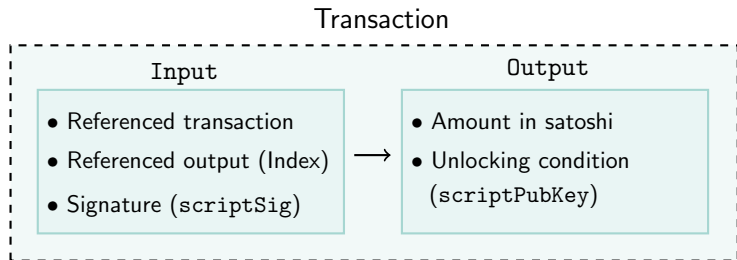 Transaction
Input
• Referenced transaction
• Referenced output (Index)
• Signature (scriptSig)
Output
• Amount in satoshi
• Unlocking condition
(scriptPubKey)